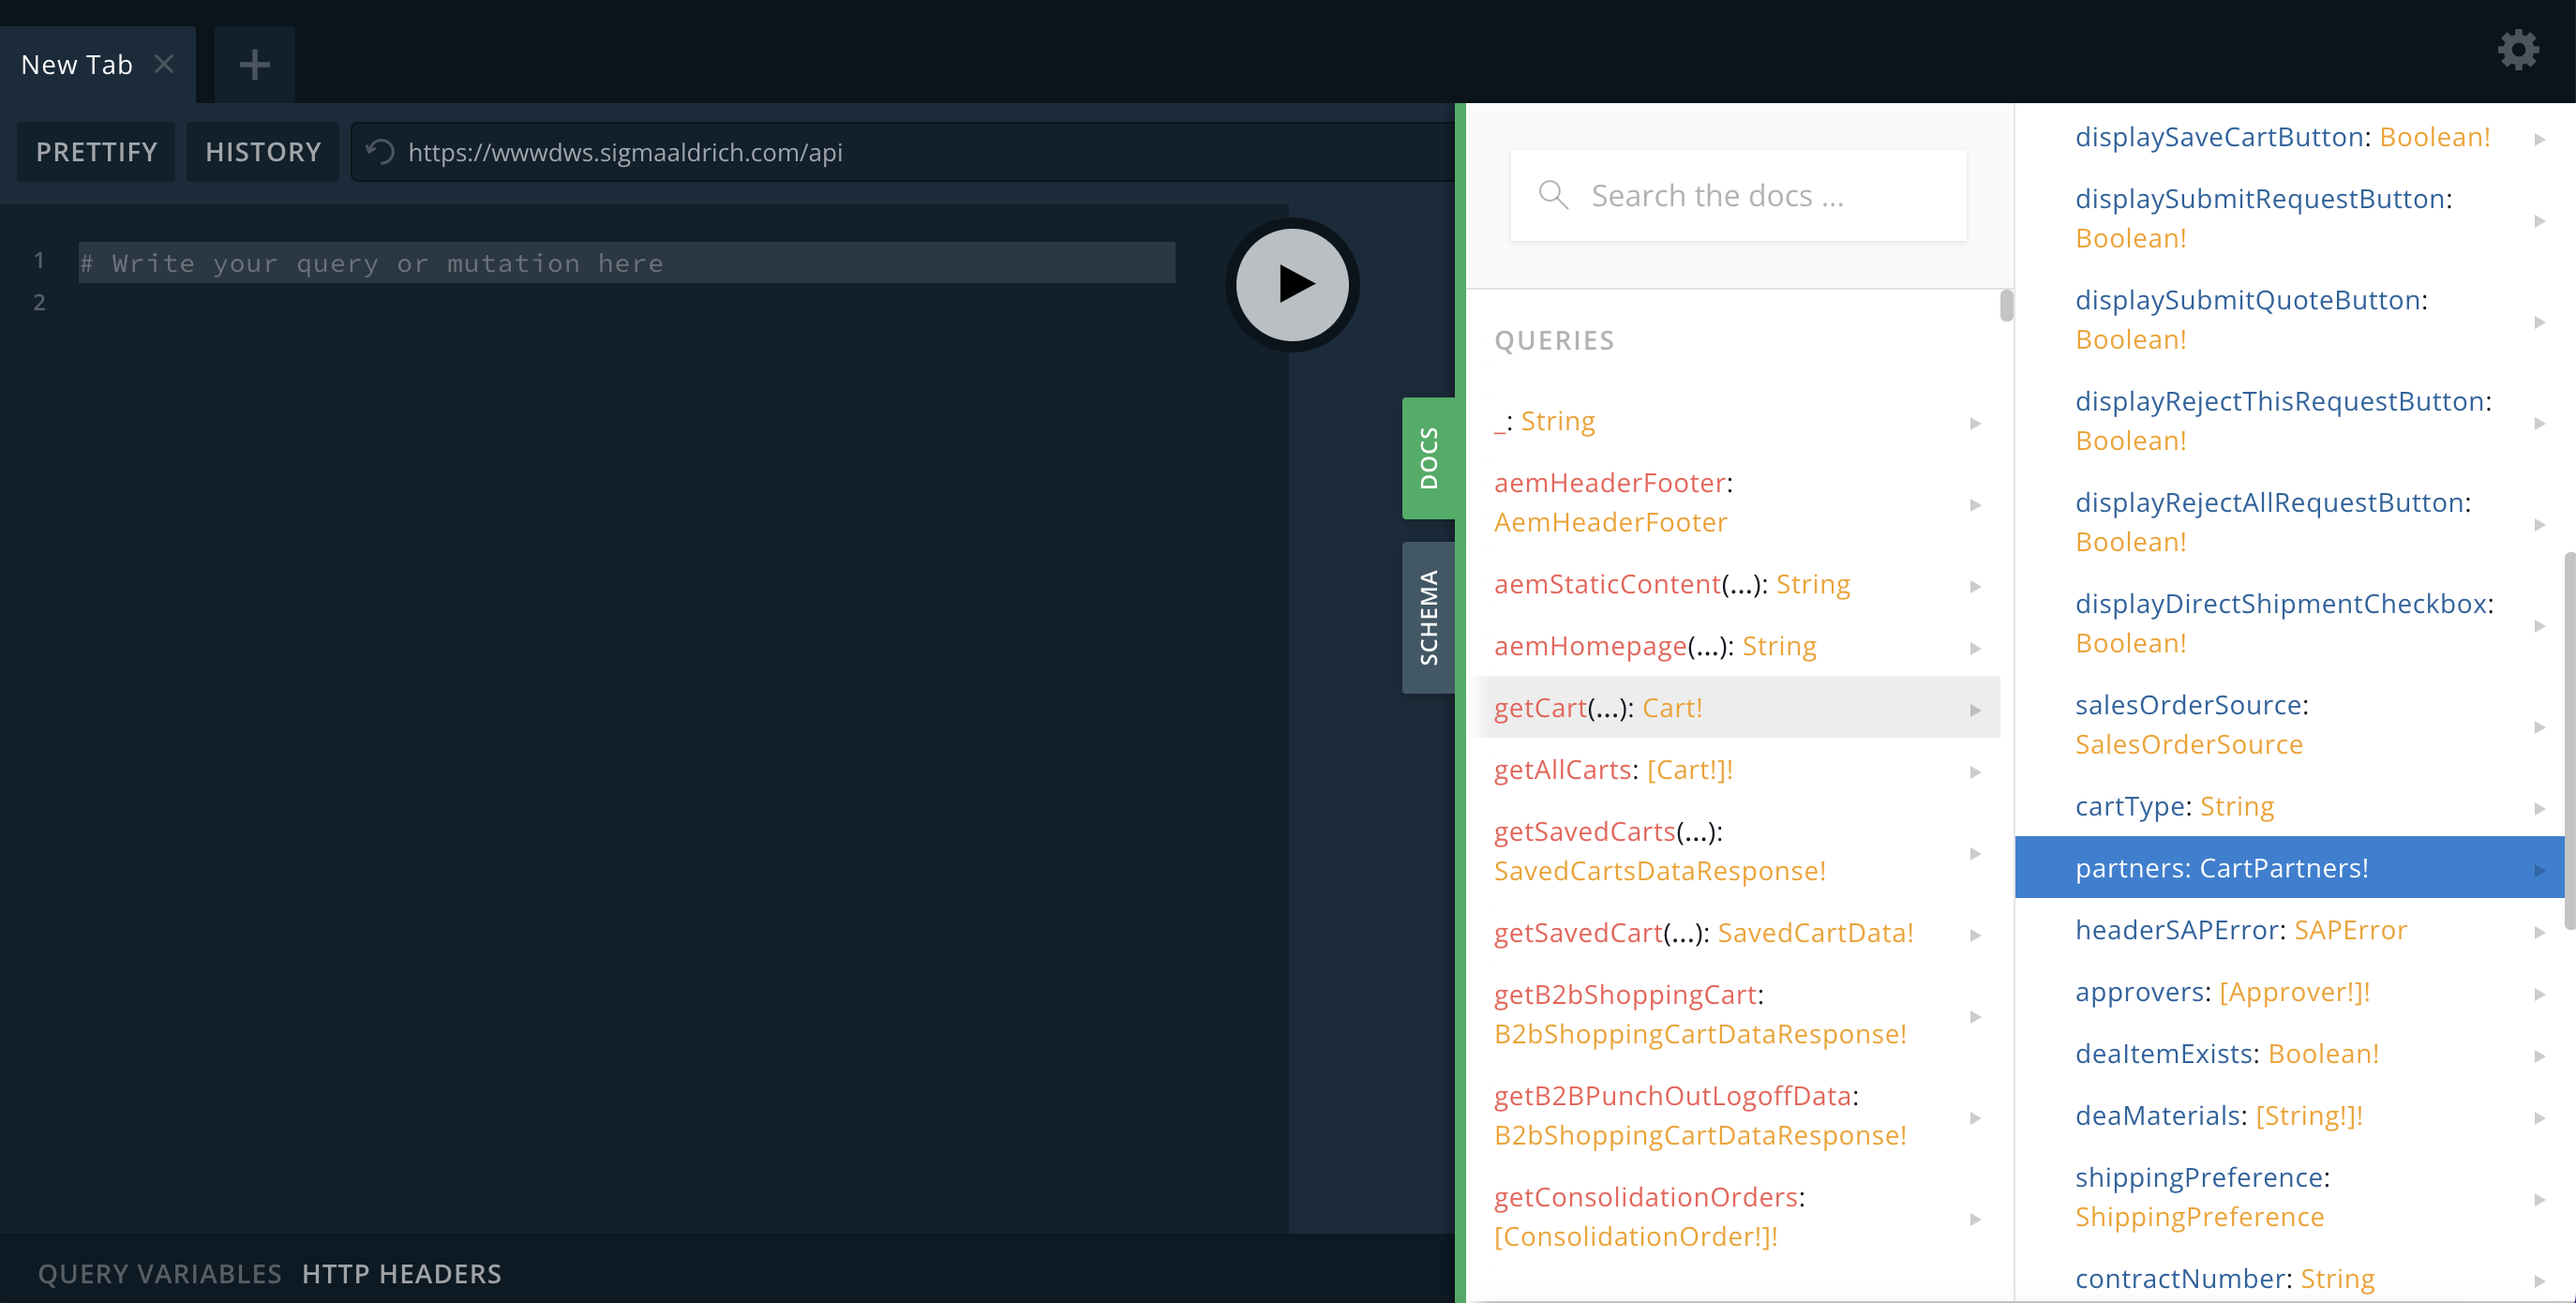 New Tab
PRETTIFY
HISTORY
https://wwwdws.sigmaaldrich.com/api
1
# Write your query or mutation here
2
DOCS
SCHEMA
QUERY VARIABLES
HTTP HEADERS
Search the docs ...
QUERIES
_: String
aemHeaderFooter:
AemHeaderFooter
aemStaticContent(...): String
aemHomepage(...): String
getCart(...): Cart!
getAllCarts: [Cart!]!
getSavedCarts(...):
SavedCartsDataResponse!
getSavedCart(...): SavedCartData!
getB2bShoppingCart:
B2bShoppingCartDataResponse!
getB2BPunchOutLogoffData:
B2bShoppingCartDataResponse!
getConsolidationOrders:
[ConsolidationOrder!]!
displaySaveCartButton: Boolean!
displaySubmitRequestButton:
Boolean!
displaySubmitQuoteButton:
Boolean!
displayRejectThisRequestButton:
Boolean!
displayRejectAllRequestButton:
Boolean!
displayDirectShipmentCheckbox:
Boolean!
salesOrderSource:
SalesOrderSource
cartType: String
partners: CartPartners!
headerSAPError: SAPError
approvers: [Approver!]!
deaItemExists: Boolean!
deaMaterials: [String!]!
shippingPreference:
ShippingPreference
contractNumber: String